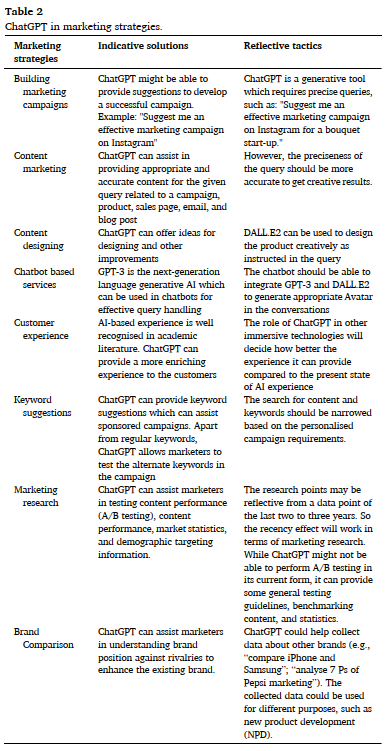 Table 2
ChatGPT in marketing strategies.
Marketing strategies | Indicative solutions | Reflective tactics
Building marketing campaigns
ChatGPT might be able to
provide suggestions to develop
a successful campaign.
Example: "Suggest me an
effective marketing campaign
on Instagram"
ChatGPT is a generative tool
which requires precise queries,
such as: "Suggest me an
effective marketing campaign
on Instagram for a bouquet
start-up."
Content
marketing
ChatGPT can assist in
providing appropriate and
accurate content for the given
query related to a campaign,
product, sales page, email, and
blog post
However, the preciseness of
the query should be more
accurate to get creative results.
Content
designing
ChatGPT can offer ideas for
designing and other
improvements
DALL.E2 can be used to design
the product creatively as
instructed in the query
Chatbot based
services
GPT-3 is the next-generation
language generative AI which
can be used in chatbots for
effective query handling
The chatbot should be able to
integrate GPT-3 and DALL.E2
to generate appropriate Avatar
in the conversations
Customer
experience
AI-based experience is well
recognised in academic
literature. ChatGPT can
provide a more enriching
experience to the customers
The role of ChatGPT in other
immersive technologies will
decide how better the
experience it can provide
compared to the present state
of AI experience
Keyword
suggestions
ChatGPT can provide keyword
suggestions which can assist
sponsored campaigns. Apart
from regular keywords,
ChatGPT allows marketers to
test the alternate keywords in
the campaign
The search for content and
keywords should be narrowed
based on the personalised
campaign requirements.
Marketing
research
ChatGPT can assist marketers
in testing content performance
(A/B testing), content
performance, market statistics,
and demographic targeting
information.
The research points may be
reflective from a data point of
the last two to three years. So
the recency effect will work in
terms of marketing research.
While ChatGPT might not be
able to perform A/B testing in
its current form, it can provide
some general testing
guidelines, benchmarking
content, and statistics.
Brand
Comparison
ChatGPT can assist marketers
in understanding brand
position against rivalries to
enhance the existing brand.
ChatGPT could help collect
data about other brands (e.g.,
“compare iPhone and
Samsung”; “analyse 7 Ps of
Pepsi marketing”). The
collected data could be used
for different purposes, such as
new product development
(NPD).